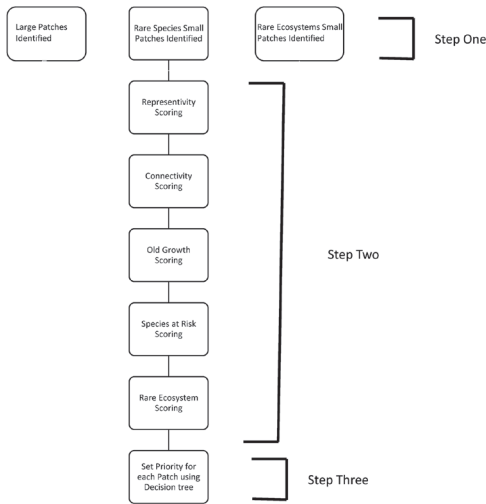 Large Patches
Identified
Rare Species Small
Patches Identified
Rare Ecosystems Small
Patches Identified
Step One
Representivity
Scoring
Connectivity
Scoring
Old Growth
Scoring
Step Two
Species at Risk
Scoring
Rare Ecosystem
Scoring
Set Priority for
each Patch using
Decision tree
Step Three